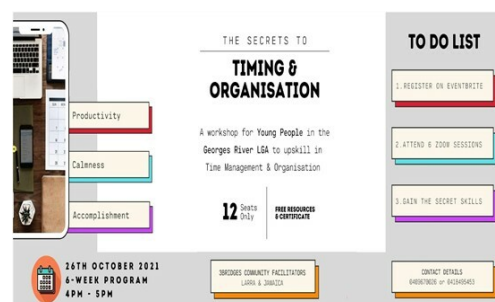 THE SECRETS TO
TIMING &
ORGANISATION
A workshop for Young People in the
Georges River LGA to upskill in
Time Management & Organisation
12 Seats
Only
FREE RESOURCES
& CERTIFICATE
Productivity
Calmness
Accomplishment
26TH OCTOBER 2021
6-WEEK PROGRAM
4PM - 5PM
TO DO LIST
1.REGISTER ON EVENTBRITE
2.ATTEND 6 ZOOM SESSIONS
3.GAIN THE SECRET SKILLS
3BRIDGES COMMUNITY FACILITATORS
LARRA & JAMAICA
CONTACT DETAILS
or